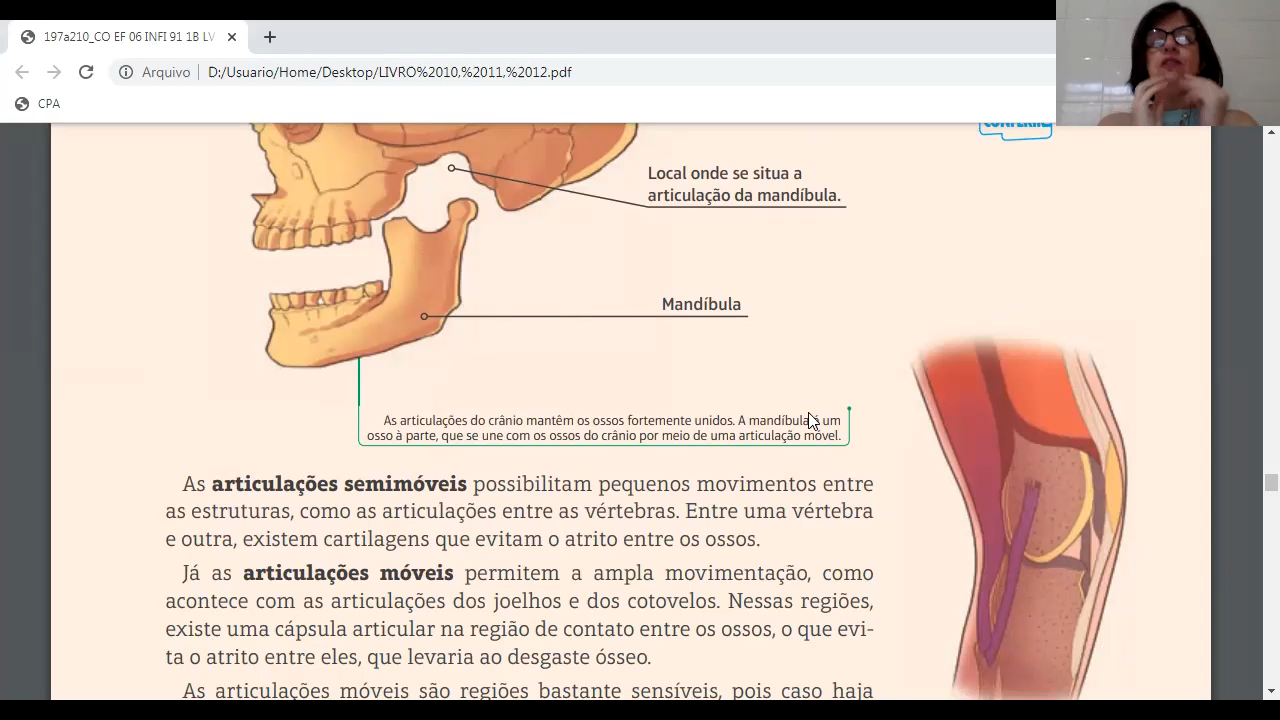 197a210_CO EF 06 INFI 91 1B LV
Arquivo
D:/Usuario/Home/Desktop/LIVRO%2010,%2011,%2012.pdf
CPA
Local onde se situa a
articulação da mandíbula.
Mandíbula
As articulações do crânio mantêm os ossos fortemente unidos. A mandíbula é um
osso à parte, que se une com os ossos do crânio por meio de uma articulação móvel.
As articulações semimóveis possibilitam pequenos movimentos entre
as estruturas, como as articulações entre as vértebras. Entre uma vértebra
e outra, existem cartilagens que evitam o atrito entre os ossos.
Já as articulações móveis permitem a ampla movimentação, como
acontece com as articulações dos joelhos e dos cotovelos. Nessas regiões,
existe uma cápsula articular na região de contato entre os ossos, o que evi-
ta o atrito entre eles, que levaria ao desgaste ósseo.
As articulações móveis são regiões bastante sensíveis, pois caso haja